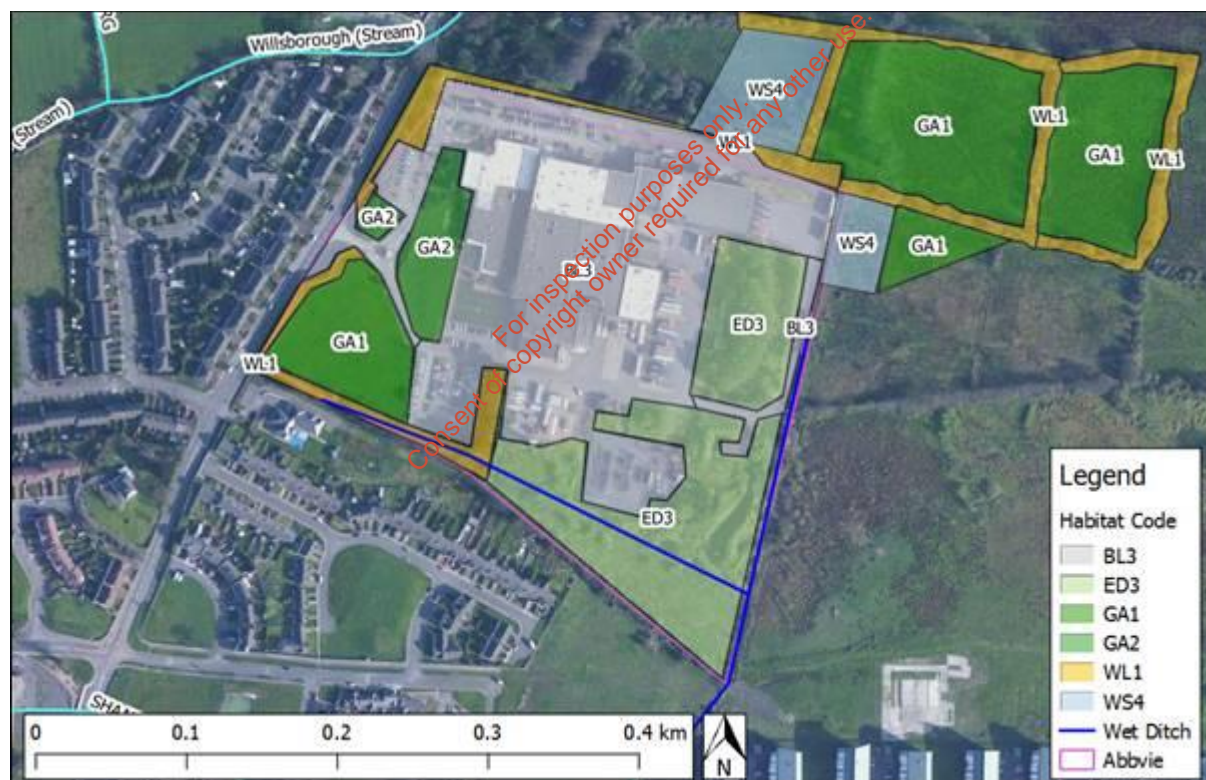 Willsborough (Stream)
(Stream)
WS4
GA1
WL1
GA1
WL1
WL1
GA2
GA2
WS4
GA1
BL3
ED3
BL3
GA1
WL1
ED3
For inspection purposes only.
Consent of copyright owner required for any other use.
SHAN
Legend
Habitat Code
BL3
ED3
GA1
GA2
WL1
WS4
Wet Ditch
Abbvie
0 0.1 0.2 0.3 0.4 km
N